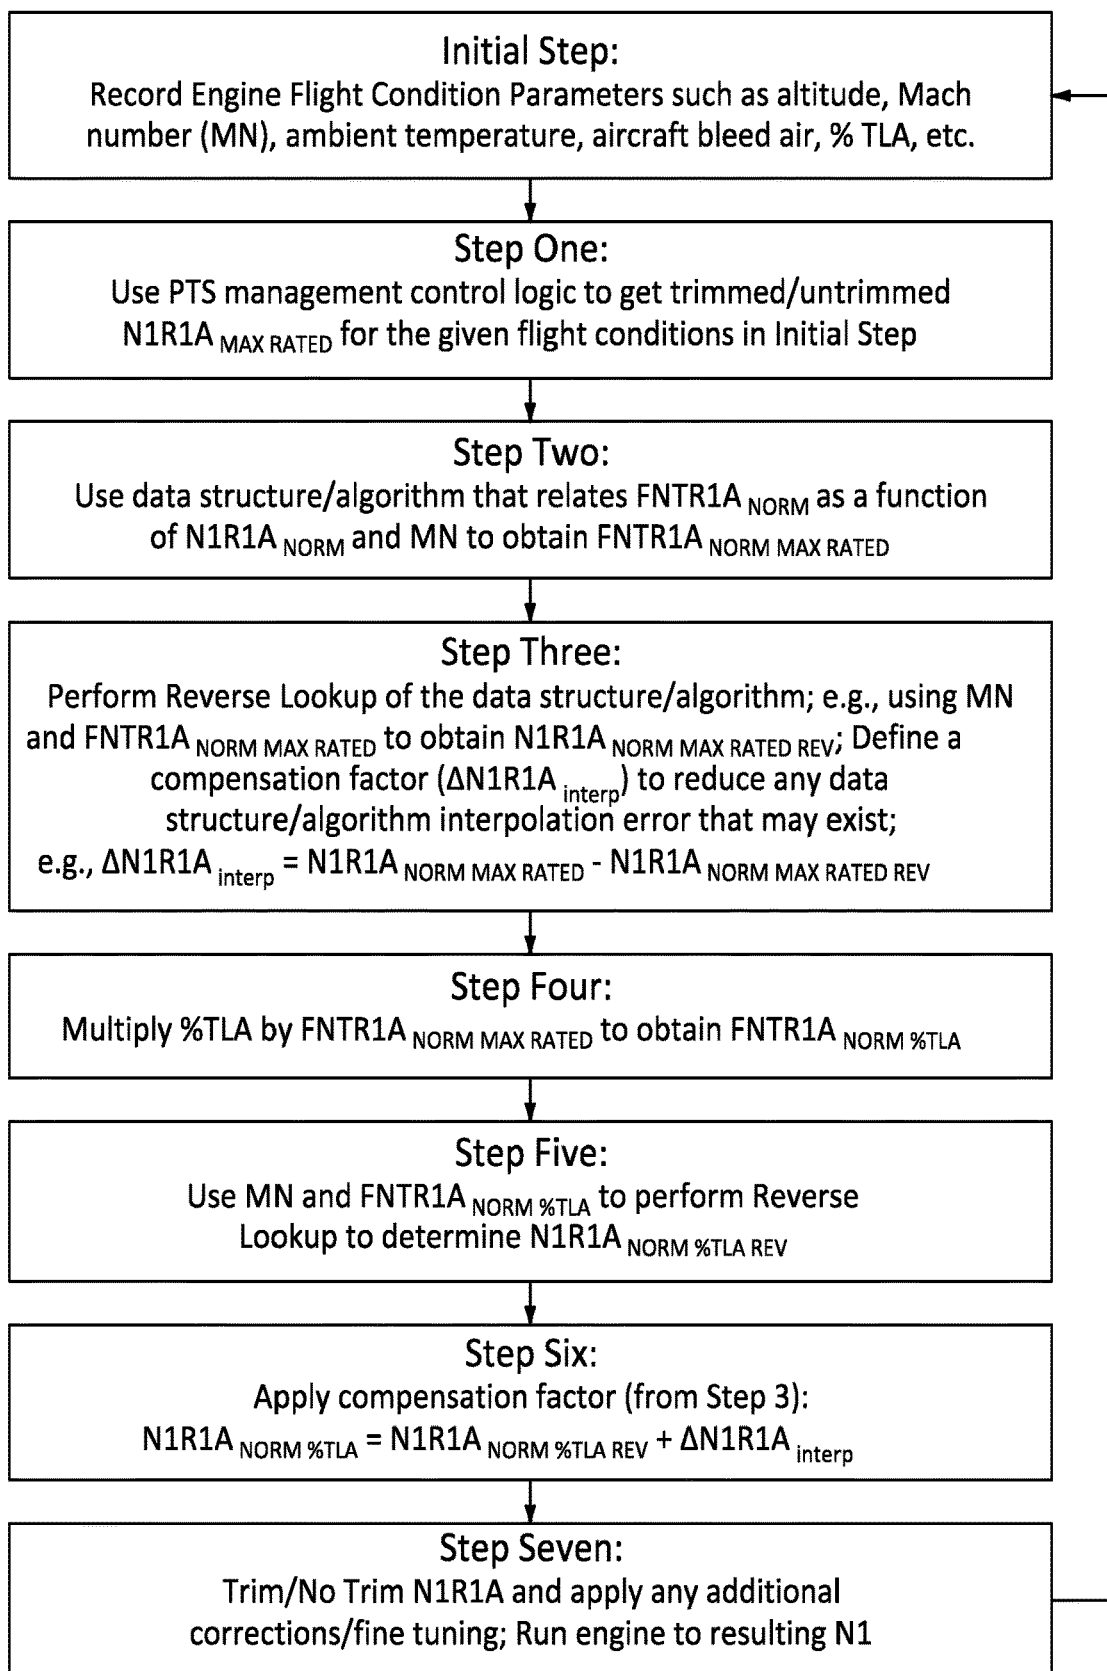 Initial Step:
Record Engine Flight Condition Parameters such as altitude, Mach
number (MN), ambient temperature, aircraft bleed air, % TLA, etc.
Step One:
Use PTS management control logic to get trimmed/untrimmed
N1R1A MAX RATED for the given flight conditions in Initial Step
Step Two:
Use data structure/algorithm that relates FNTR1A NORM as a function
of N1R1A NORM and MN to obtain FNTR1A NORM MAX RATED
Step Three:
Perform Reverse Lookup of the data structure/algorithm; e.g., using MN
and FNTR1A NORM MAX RATED to obtain N1R1A NORM MAX RATED REV; Define a
compensation factor (ΔN1R1A interp) to reduce any data
structure/algorithm interpolation error that may exist;
e.g., ΔN1R1A interp = N1R1A NORM MAX RATED - N1R1A NORM MAX RATED REV
Step Four:
Multiply %TLA by FNTR1A NORM MAX RATED to obtain FNTR1A NORM %TLA
Step Five:
Use MN and FNTR1A NORM %TLA to perform Reverse
Lookup to determine N1R1A NORM %TLA REV
Step Six:
Apply compensation factor (from Step 3):
N1R1A NORM %TLA = N1R1A NORM %TLA REV + ΔN1R1A interp
Step Seven:
Trim/No Trim N1R1A and apply any additional
corrections/fine tuning; Run engine to resulting N1